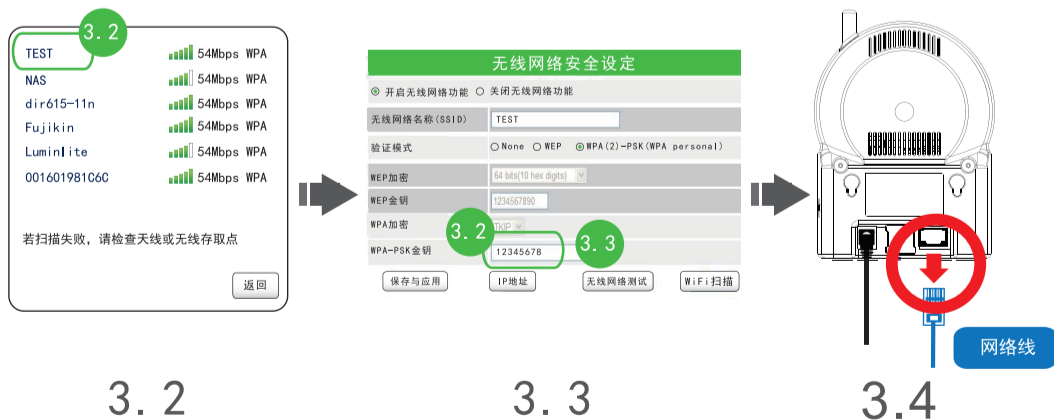 3.2
TEST 54Mbps WPA
NAS 54Mbps WPA
dir615-11n 54Mbps WPA
Fujikin 54Mbps WPA
Luminlite 54Mbps WPA
001601981C6C 54Mbps WPA
若扫描失败，请检查天线或无线存取点
返回
3.2
无线网络安全设定
开启无线网络功能 关闭无线网络功能
无线网络名称(SSID) TEST
验证模式 None WEP WPA(2)-PSK(WPA personal)
WEP加密 64 bits(10 hex digits)
WEP金钥 1234567890
WPA加密 TKIP
3.2
3.3
WPA-PSK金钥 12345678
保存与应用 IP地址 无线网络测试 WiFi扫描
3.3
网络线
3.4